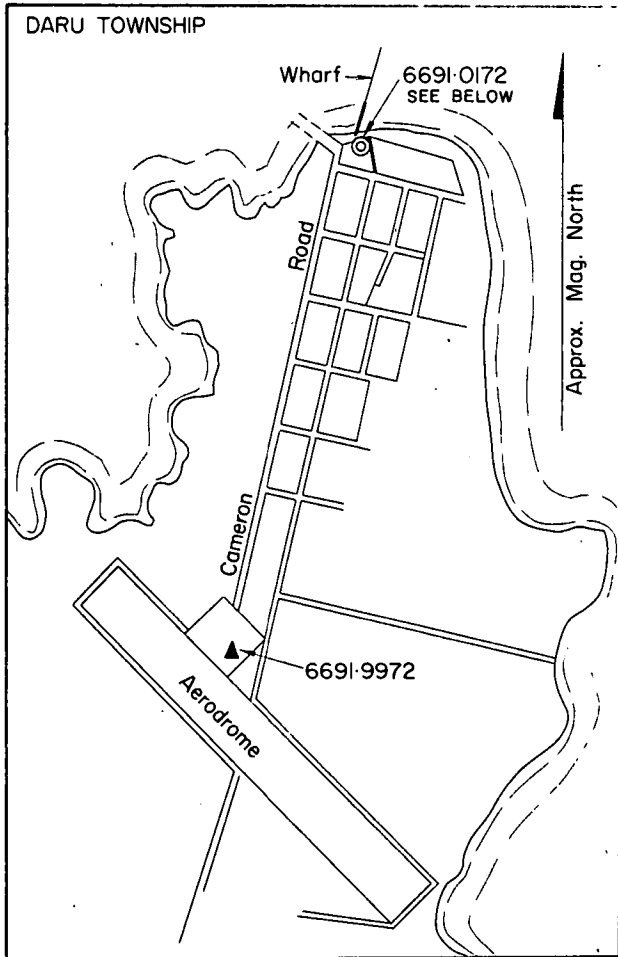 DARU TOWNSHIP
Wharf
6691·0172
SEE BELOW
Approx. Mag. North
Road
Cameron
6691·9972
Aerodrome